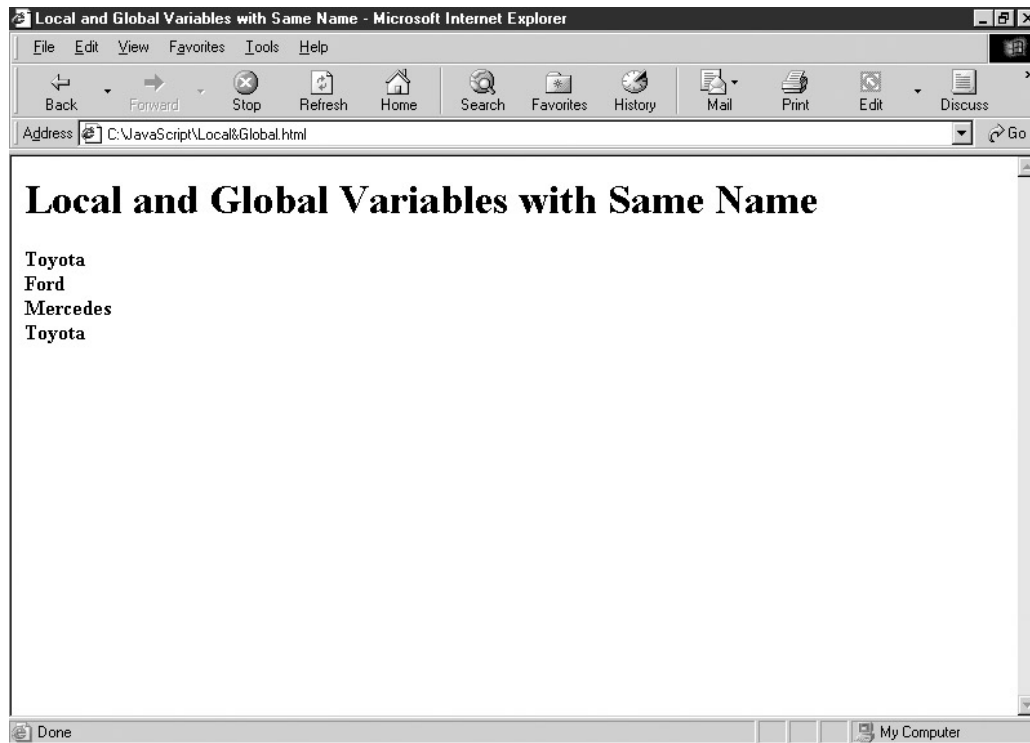 Local and Global Variables with Same Name - Microsoft Internet Explorer
File Edit View Favorites Tools Help
Back Forward Stop Refresh Home Search Favorites History Mail Print Edit Discuss
Address C:\JavaScript\Local&Global.html Go
Local and Global Variables with Same Name
Toyota
Ford
Mercedes
Toyota
Done My Computer